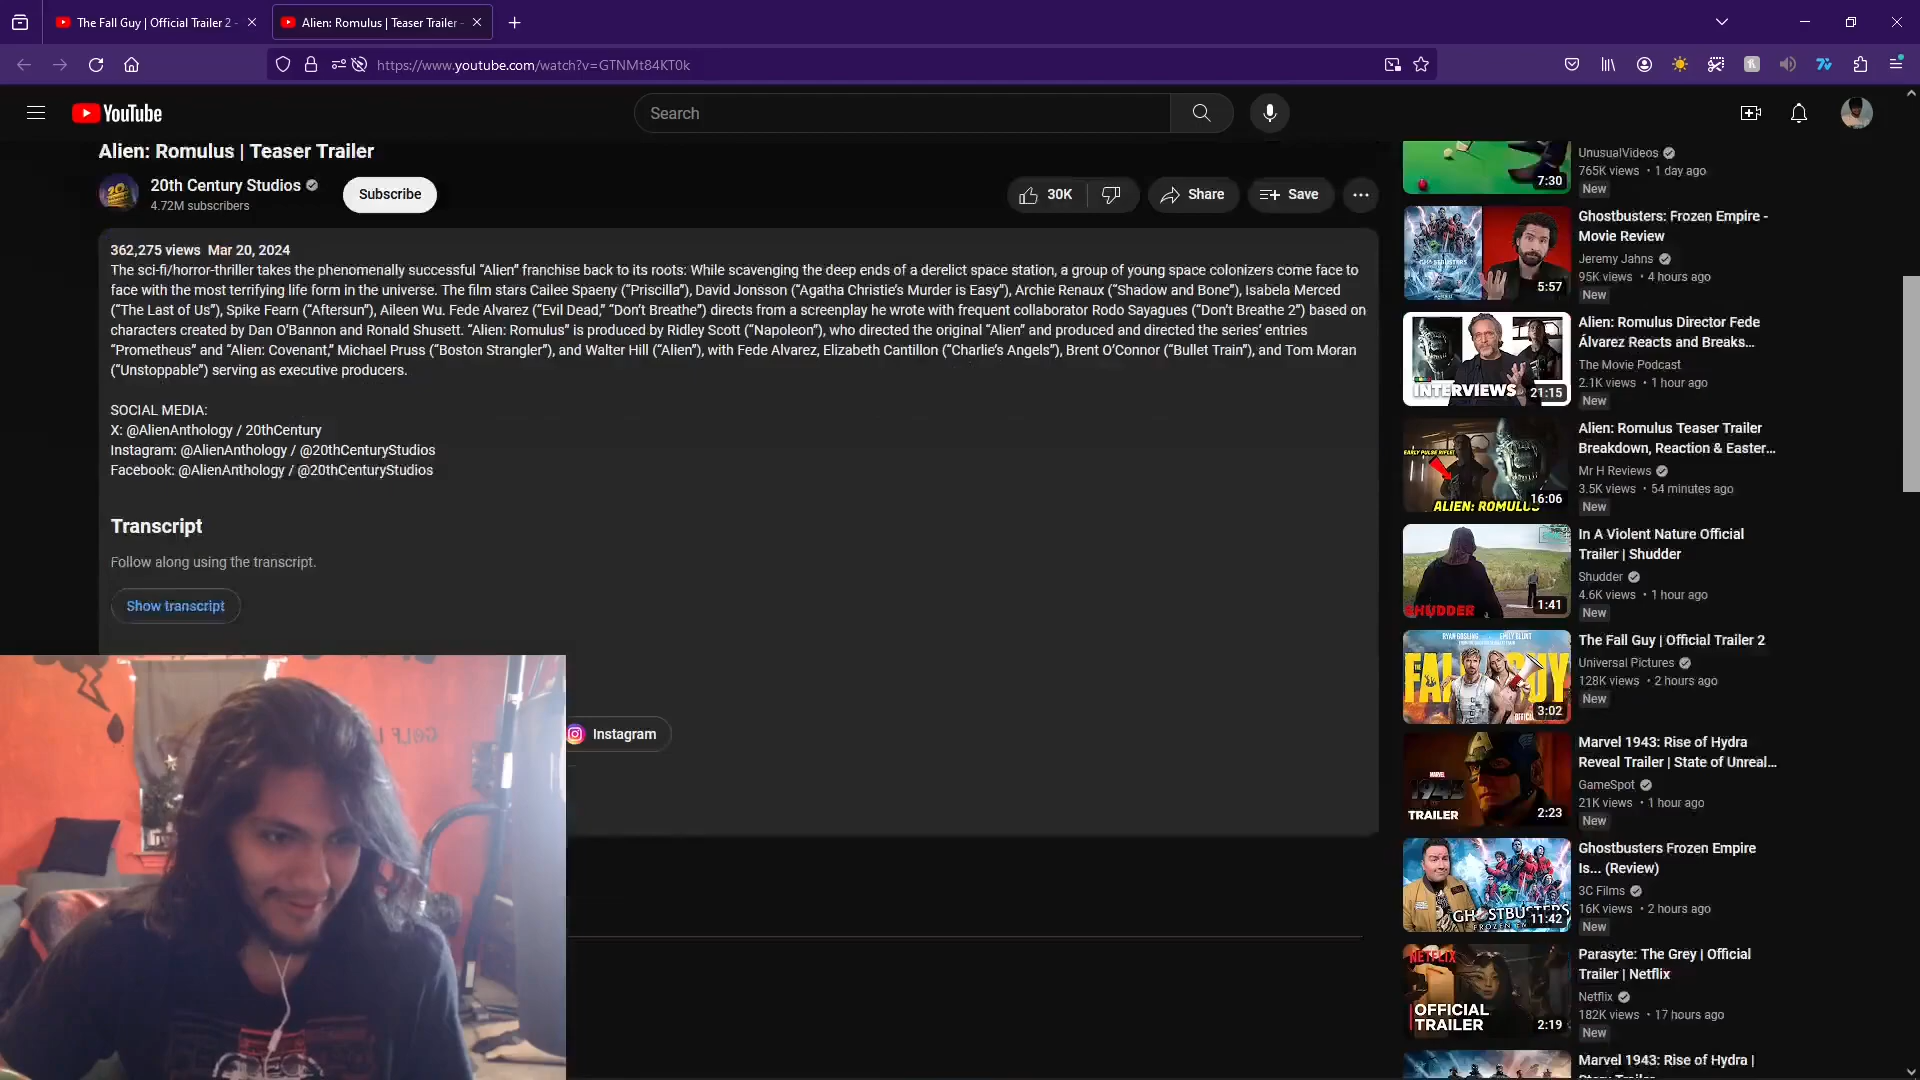 The Fall Guy | Official Trailer 2 -
Alien: Romulus | Teaser Trailer -
https://www.youtube.com/watch?v=GTNMt84KT0k
YouTube
Search
Alien: Romulus | Teaser Trailer
20th Century Studios
4.72M subscribers
Subscribe
30K
Share
Save
362,275 views Mar 20, 2024
The sci-fi/horror-thriller takes the phenomenally successful “Alien” franchise back to its roots: While scavenging the deep ends of a derelict space station, a group of young space colonizers come face to
face with the most terrifying life form in the universe. The film stars Cailee Spaeny (“Priscilla”), David Jonsson (“Agatha Christie’s Murder is Easy”), Archie Renaux (“Shadow and Bone”), Isabela Merced
(“The Last of Us”), Spike Fearn (“Aftersun”), Aileen Wu. Fede Alvarez (“Evil Dead,” “Don’t Breathe”) directs from a screenplay he wrote with frequent collaborator Rodo Sayagues (“Don’t Breathe 2”) based on
characters created by Dan O’Bannon and Ronald Shusett. “Alien: Romulus” is produced by Ridley Scott (“Napoleon”), who directed the original “Alien” and produced and directed the series’ entries
“Prometheus” and “Alien: Covenant,” Michael Pruss (“Boston Strangler”), and Walter Hill (“Alien”), with Fede Alvarez, Elizabeth Cantillon (“Charlie’s Angels”), Brent O’Connor (“Bullet Train”), and Tom Moran
(“Unstoppable”) serving as executive producers.
SOCIAL MEDIA:
X: @AlienAnthology / 20thCentury
Instagram: @AlienAnthology / @20thCenturyStudios
Facebook: @AlienAnthology / @20thCenturyStudios
Transcript
Follow along using the transcript.
Show transcript
Instagram
7:30
UnusualVideos
765K views • 1 day ago
New
5:57
Ghostbusters: Frozen Empire -
Movie Review
Jeremy Jahns
95K views • 4 hours ago
New
INTERVIEWS
21:15
Alien: Romulus Director Fede
Álvarez Reacts and Breaks...
The Movie Podcast
2.1K views • 1 hour ago
New
EARLY PULSE RIFLE?
ALIEN: ROMULUS
16:06
Alien: Romulus Teaser Trailer
Breakdown, Reaction & Easter...
Mr H Reviews
3.5K views • 54 minutes ago
New
SHUDDER
1:41
In A Violent Nature Official
Trailer | Shudder
Shudder
4.6K views • 1 hour ago
New
RYAN GOSLING EMILY BLUNT
THE
FALL GUY
3:02
The Fall Guy | Official Trailer 2
Universal Pictures
128K views • 2 hours ago
New
MARVEL
1943
TRAILER
2:23
Marvel 1943: Rise of Hydra
Reveal Trailer | State of Unreal...
GameSpot
21K views • 1 hour ago
New
GHOSTBUSTERS
FROZEN EM
11:42
Ghostbusters Frozen Empire
Is... (Review)
3C Films
16K views • 2 hours ago
New
NETFLIX
OFFICIAL
TRAILER
2:19
Parasyte: The Grey | Official
Trailer | Netflix
Netflix
182K views • 17 hours ago
New
Marvel 1943: Rise of Hydra |